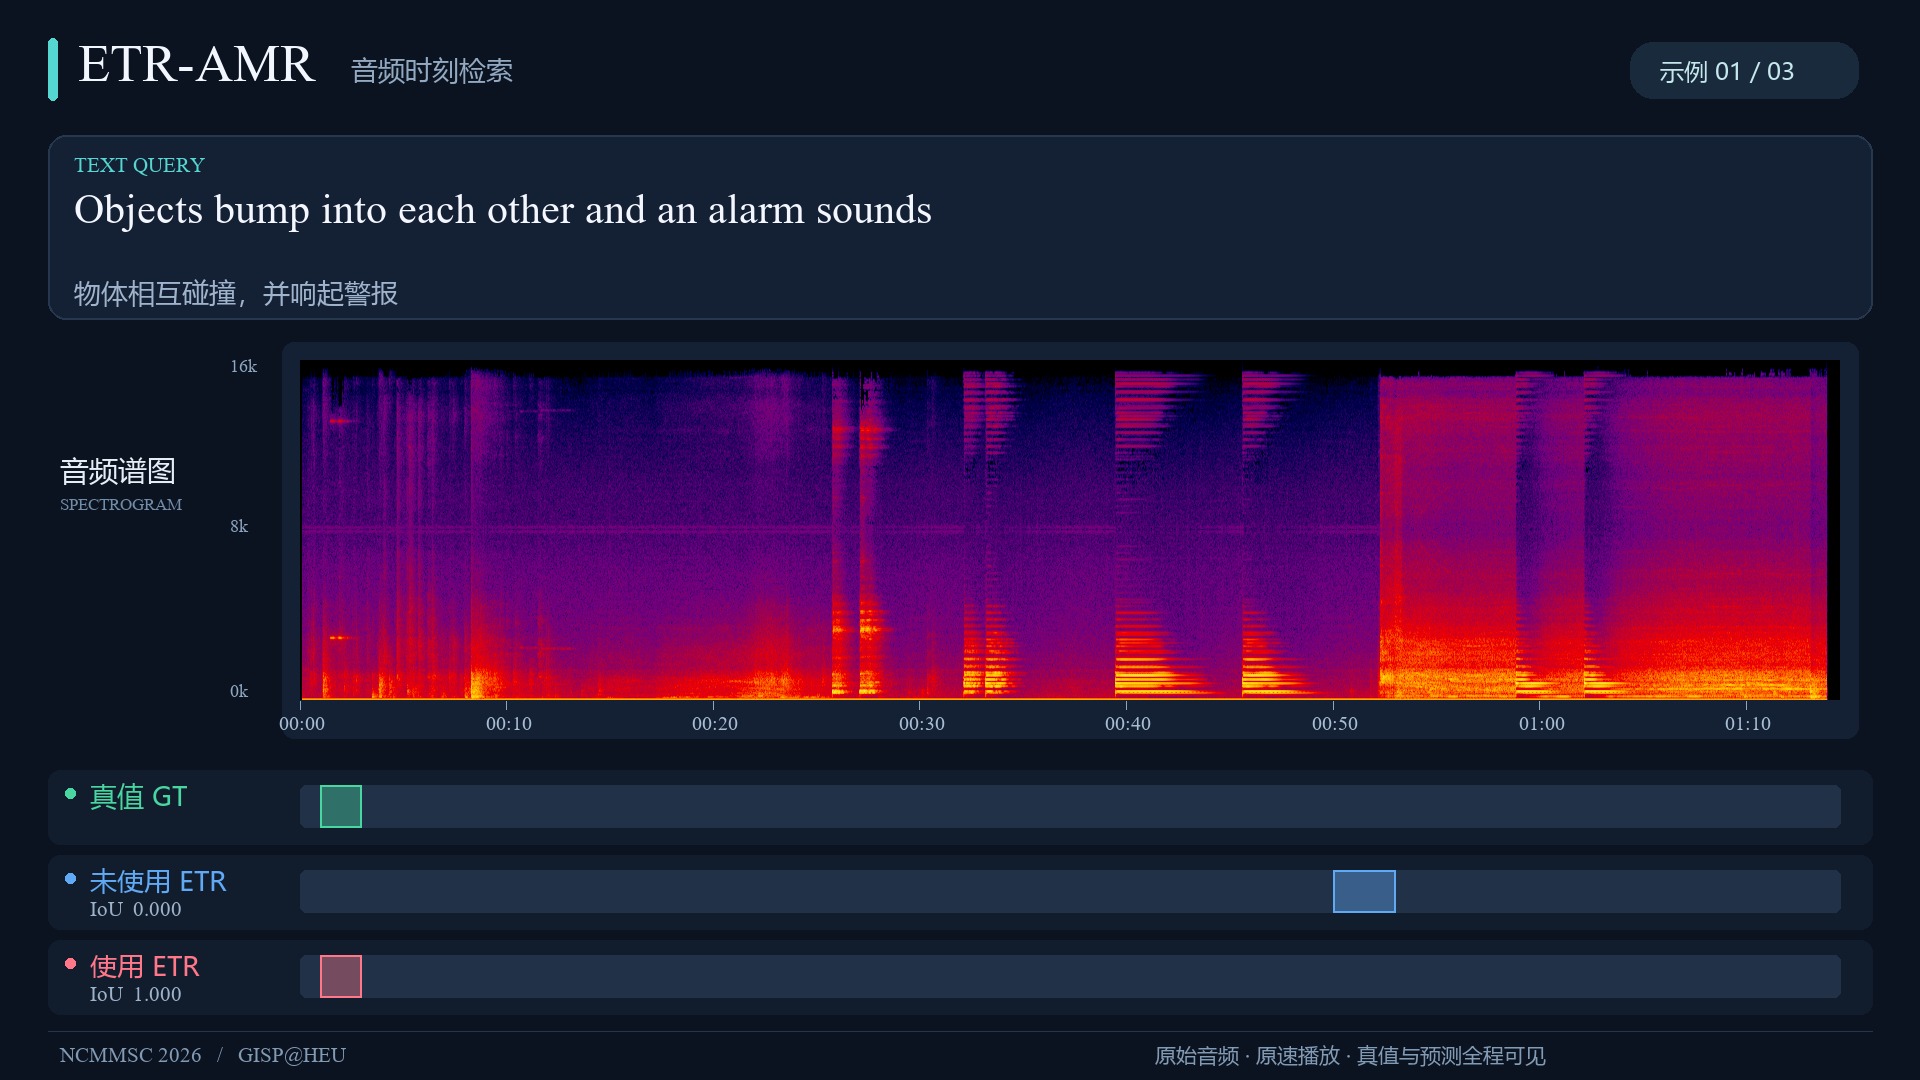 ETR-AMR 音频时刻检索
示例 01 / 03
TEXT QUERY
Objects bump into each other and an alarm sounds
物体相互碰撞，并响起警报
音频谱图
SPECTROGRAM
16k
8k
0k
00:00 00:10 00:20 00:30 00:40 00:50 01:00 01:10
真值 GT
未使用 ETR
IoU 0.000
使用 ETR
IoU 1.000
NCMMSC 2026 / GISP@HEU
原始音频 · 原速播放 · 真值与预测全程可见